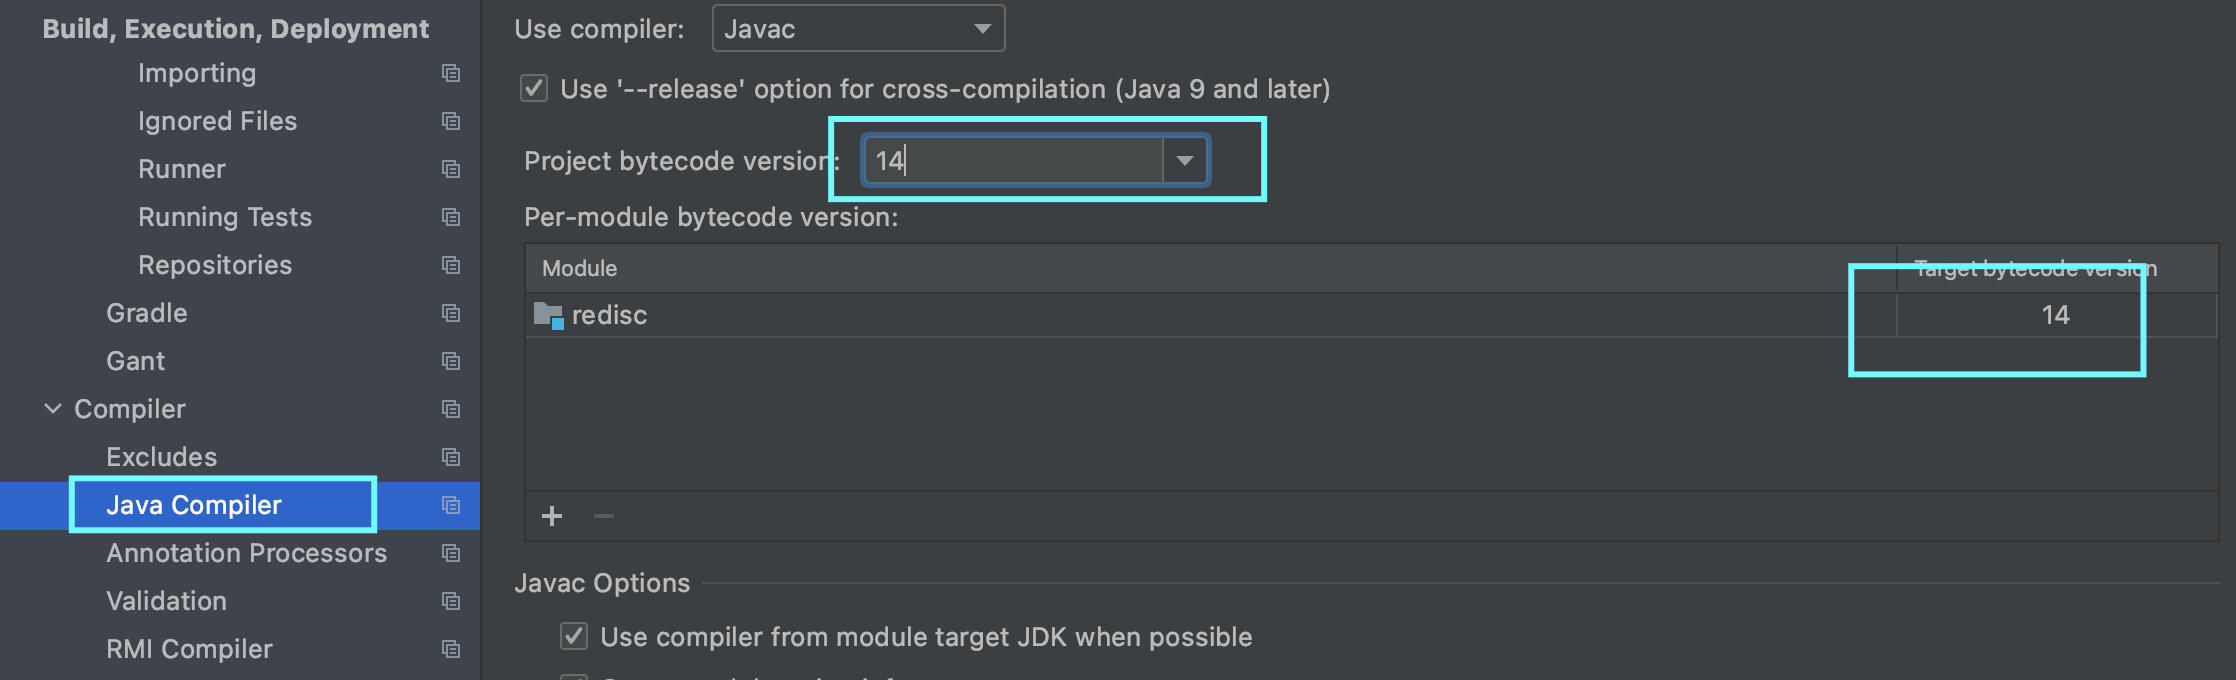 Build, Execution, Deployment
Importing
Ignored Files
Runner
Running Tests
Repositories
Gradle
Gant
Compiler
Excludes
Java Compiler
Annotation Processors
Validation
RMI Compiler
Use compiler: Javac
Use '--release' option for cross-compilation (Java 9 and later)
Project bytecode version: 14
Per-module bytecode version:
Module Target bytecode version
redisc 14
Javac Options
Use compiler from module target JDK when possible